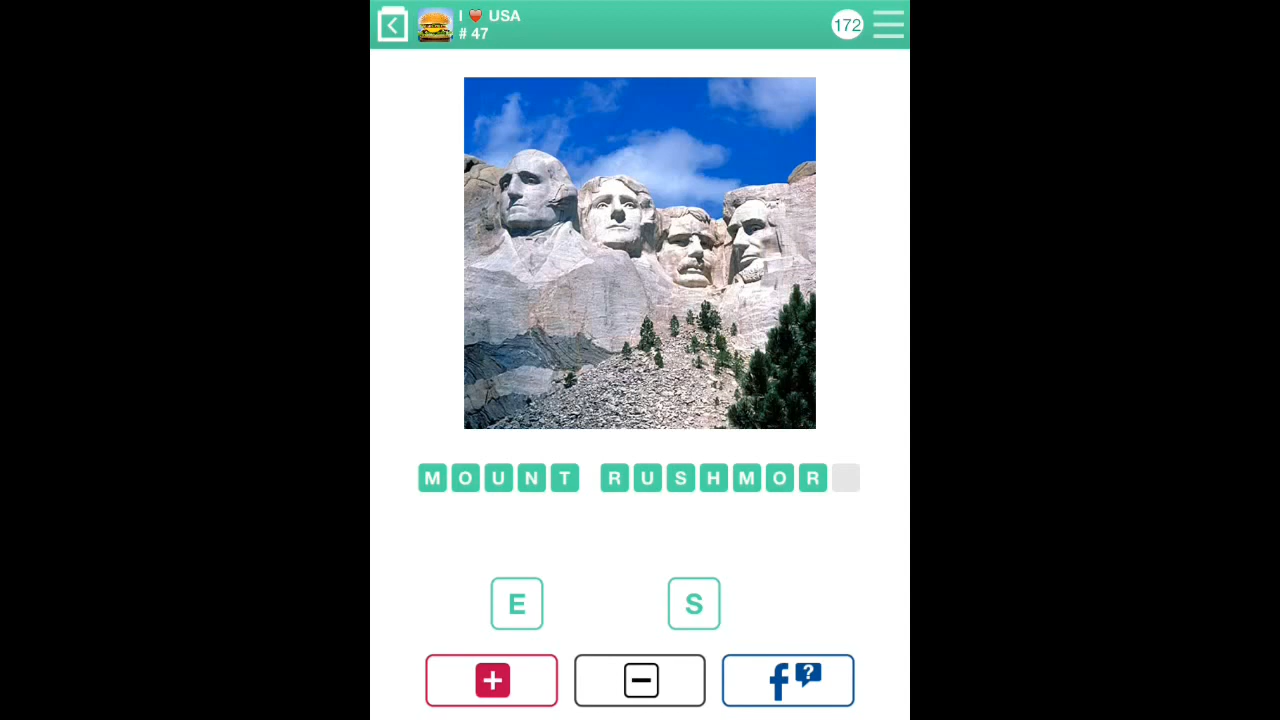 I ❤ USA
# 47
172
MOUNT RUSHMOR
E S
+ −
f ?